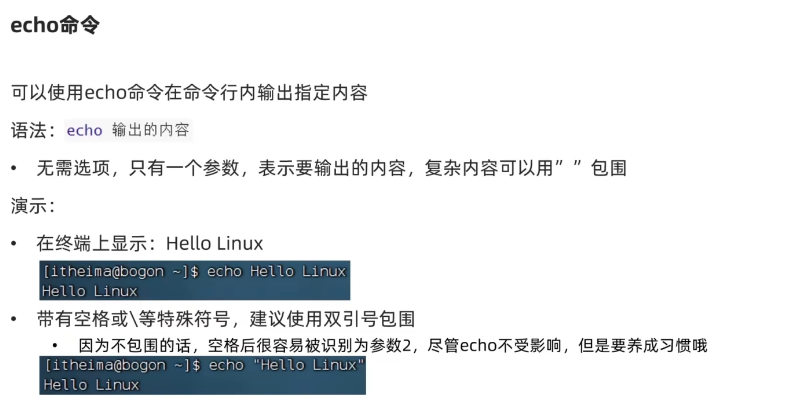 echo命令
可以使用echo命令在命令行内输出指定内容
语法：echo 输出的内容
• 无需选项，只有一个参数，表示要输出的内容，复杂内容可以用” ”包围
演示：
• 在终端上显示：Hello Linux
[itheima@bogon ~]$ echo Hello Linux
Hello Linux
• 带有空格或\等特殊符号，建议使用双引号包围
• 因为不包围的话，空格后很容易被识别为参数2，尽管echo不受影响，但是要养成习惯哦
[itheima@bogon ~]$ echo "Hello Linux"
Hello Linux